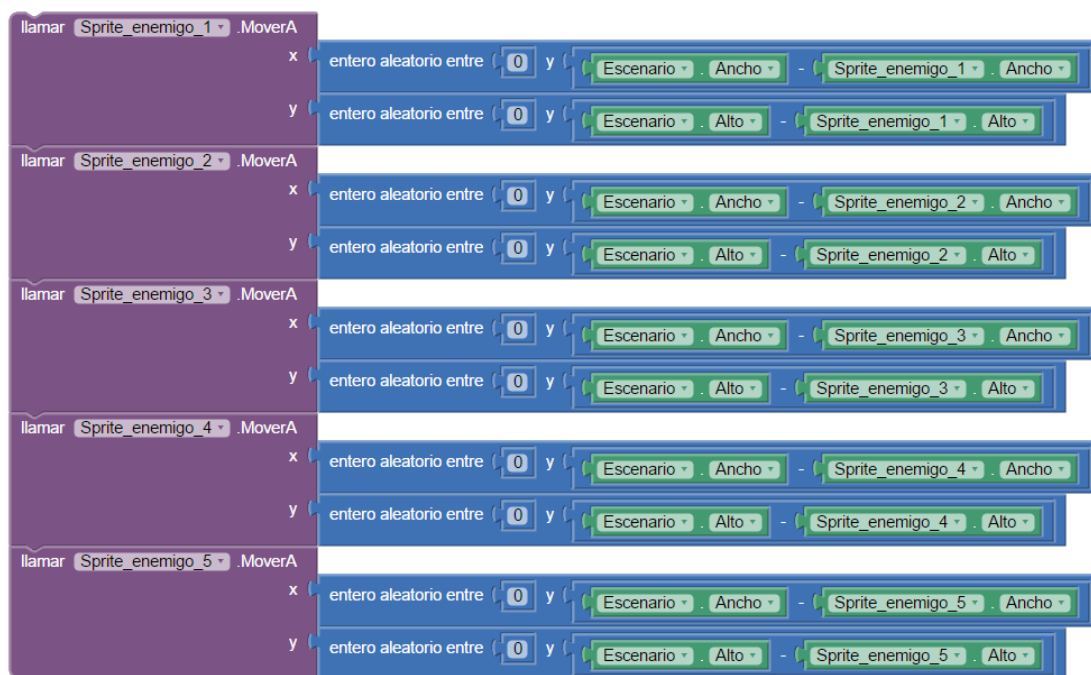 llamar Sprite_enemigo_1 .MoverA
x entero aleatorio entre 0 y Escenario . Ancho - Sprite_enemigo_1 . Ancho
y entero aleatorio entre 0 y Escenario . Alto - Sprite_enemigo_1 . Alto
llamar Sprite_enemigo_2 .MoverA
x entero aleatorio entre 0 y Escenario . Ancho - Sprite_enemigo_2 . Ancho
y entero aleatorio entre 0 y Escenario . Alto - Sprite_enemigo_2 . Alto
llamar Sprite_enemigo_3 .MoverA
x entero aleatorio entre 0 y Escenario . Ancho - Sprite_enemigo_3 . Ancho
y entero aleatorio entre 0 y Escenario . Alto - Sprite_enemigo_3 . Alto
llamar Sprite_enemigo_4 .MoverA
x entero aleatorio entre 0 y Escenario . Ancho - Sprite_enemigo_4 . Ancho
y entero aleatorio entre 0 y Escenario . Alto - Sprite_enemigo_4 . Alto
llamar Sprite_enemigo_5 .MoverA
x entero aleatorio entre 0 y Escenario . Ancho - Sprite_enemigo_5 . Ancho
y entero aleatorio entre 0 y Escenario . Alto - Sprite_enemigo_5 . Alto